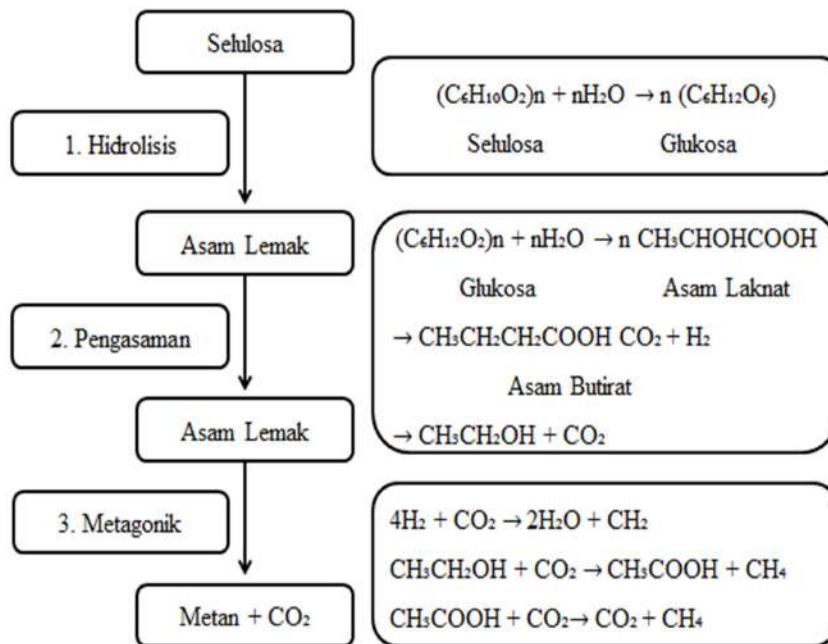 Selulosa
1. Hidrolisis
Asam Lemak
2. Pengasaman
Asam Lemak
3. Metagonik
Metan + CO₂
(C₆H₁₀O₂)n + nH₂O → n (C₆H₁₂O₆)
Selulosa Glukosa
(C₆H₁₂O₂)n + nH₂O → n CH₃CHOHCOOH
Glukosa Asam Laknat
→ CH₃CH₂CH₂COOH CO₂ + H₂
Asam Butirat
→ CH₃CH₂OH + CO₂
4H₂ + CO₂ → 2H₂O + CH₂
CH₃CH₂OH + CO₂ → CH₃COOH + CH₄
CH₃COOH + CO₂→ CO₂ + CH₄